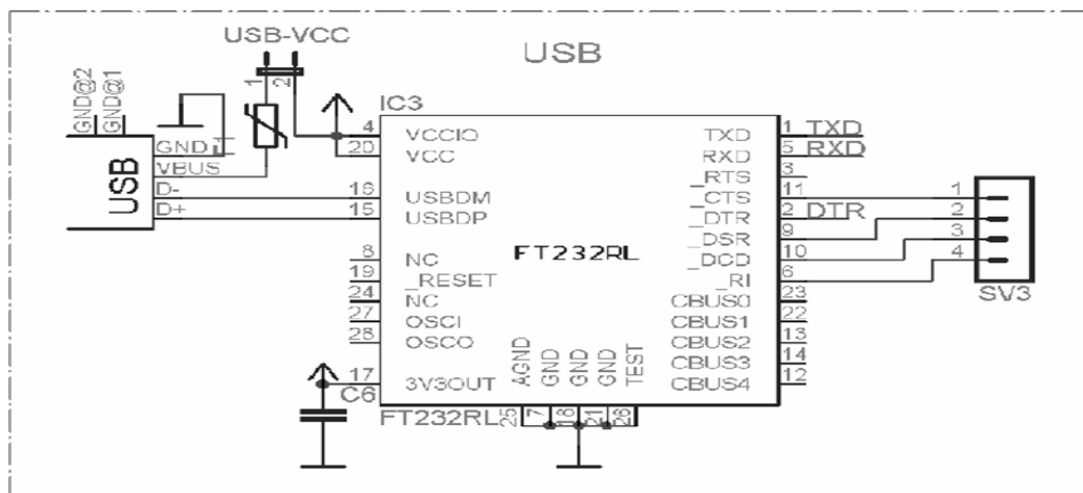 USB-VCC
USB
1
2
GND@2
GND@1
GND
VBUS
D-
D+
USB
IC3
4 VCCIO
20 VCC
16 USBDM
15 USBDP
8 NC
19 _RESET
24 NC
27 OSCI
28 OSCO
17 3V3OUT
C6
FT232RL
TXD 1 TXD
RXD 5 RXD
_RTS 3
_CTS 11
_DTR 2 DTR
_DSR 9
_DCD 10
_RI 6
CBUS0 23
CBUS1 22
CBUS2 13
CBUS3 14
CBUS4 12
AGND
GND
GND
GND
TEST
FT232RL
25
7
18
21
26
1
2
3
4
SV3